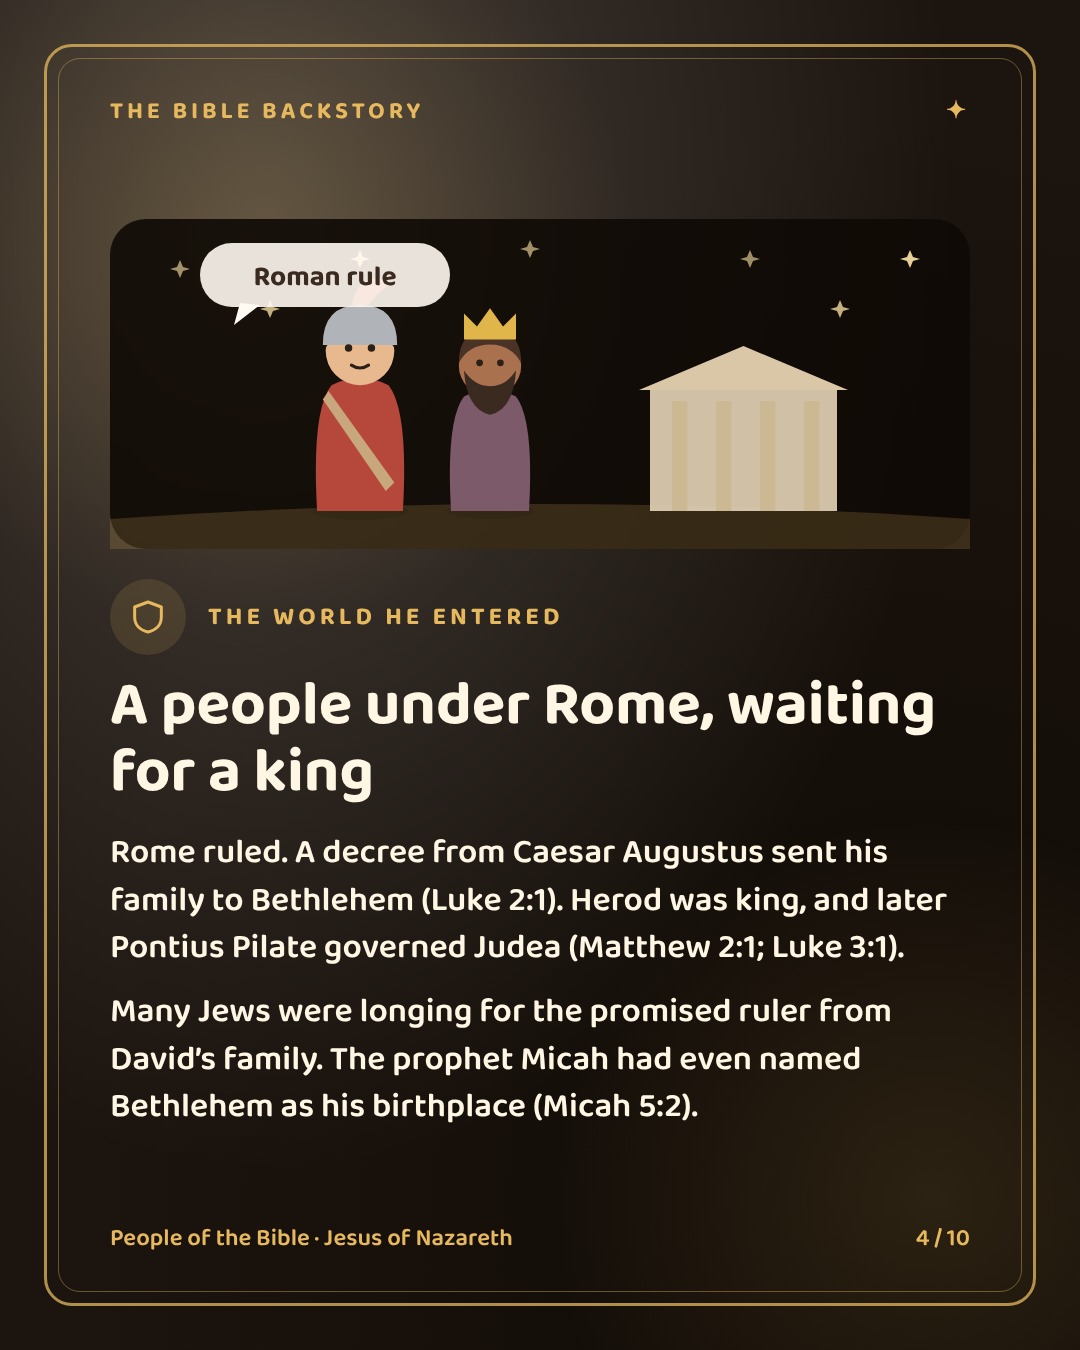 THE BIBLE BACKSTORY
Roman rule
THE WORLD HE ENTERED
A people under Rome, waiting
for a king
Rome ruled. A decree from Caesar Augustus sent his
family to Bethlehem (Luke 2:1). Herod was king, and later
Pontius Pilate governed Judea (Matthew 2:1; Luke 3:1).
Many Jews were longing for the promised ruler from
David's family. The prophet Micah had even named
Bethlehem as his birthplace (Micah 5:2).
People of the Bible · Jesus of Nazareth
4 / 10